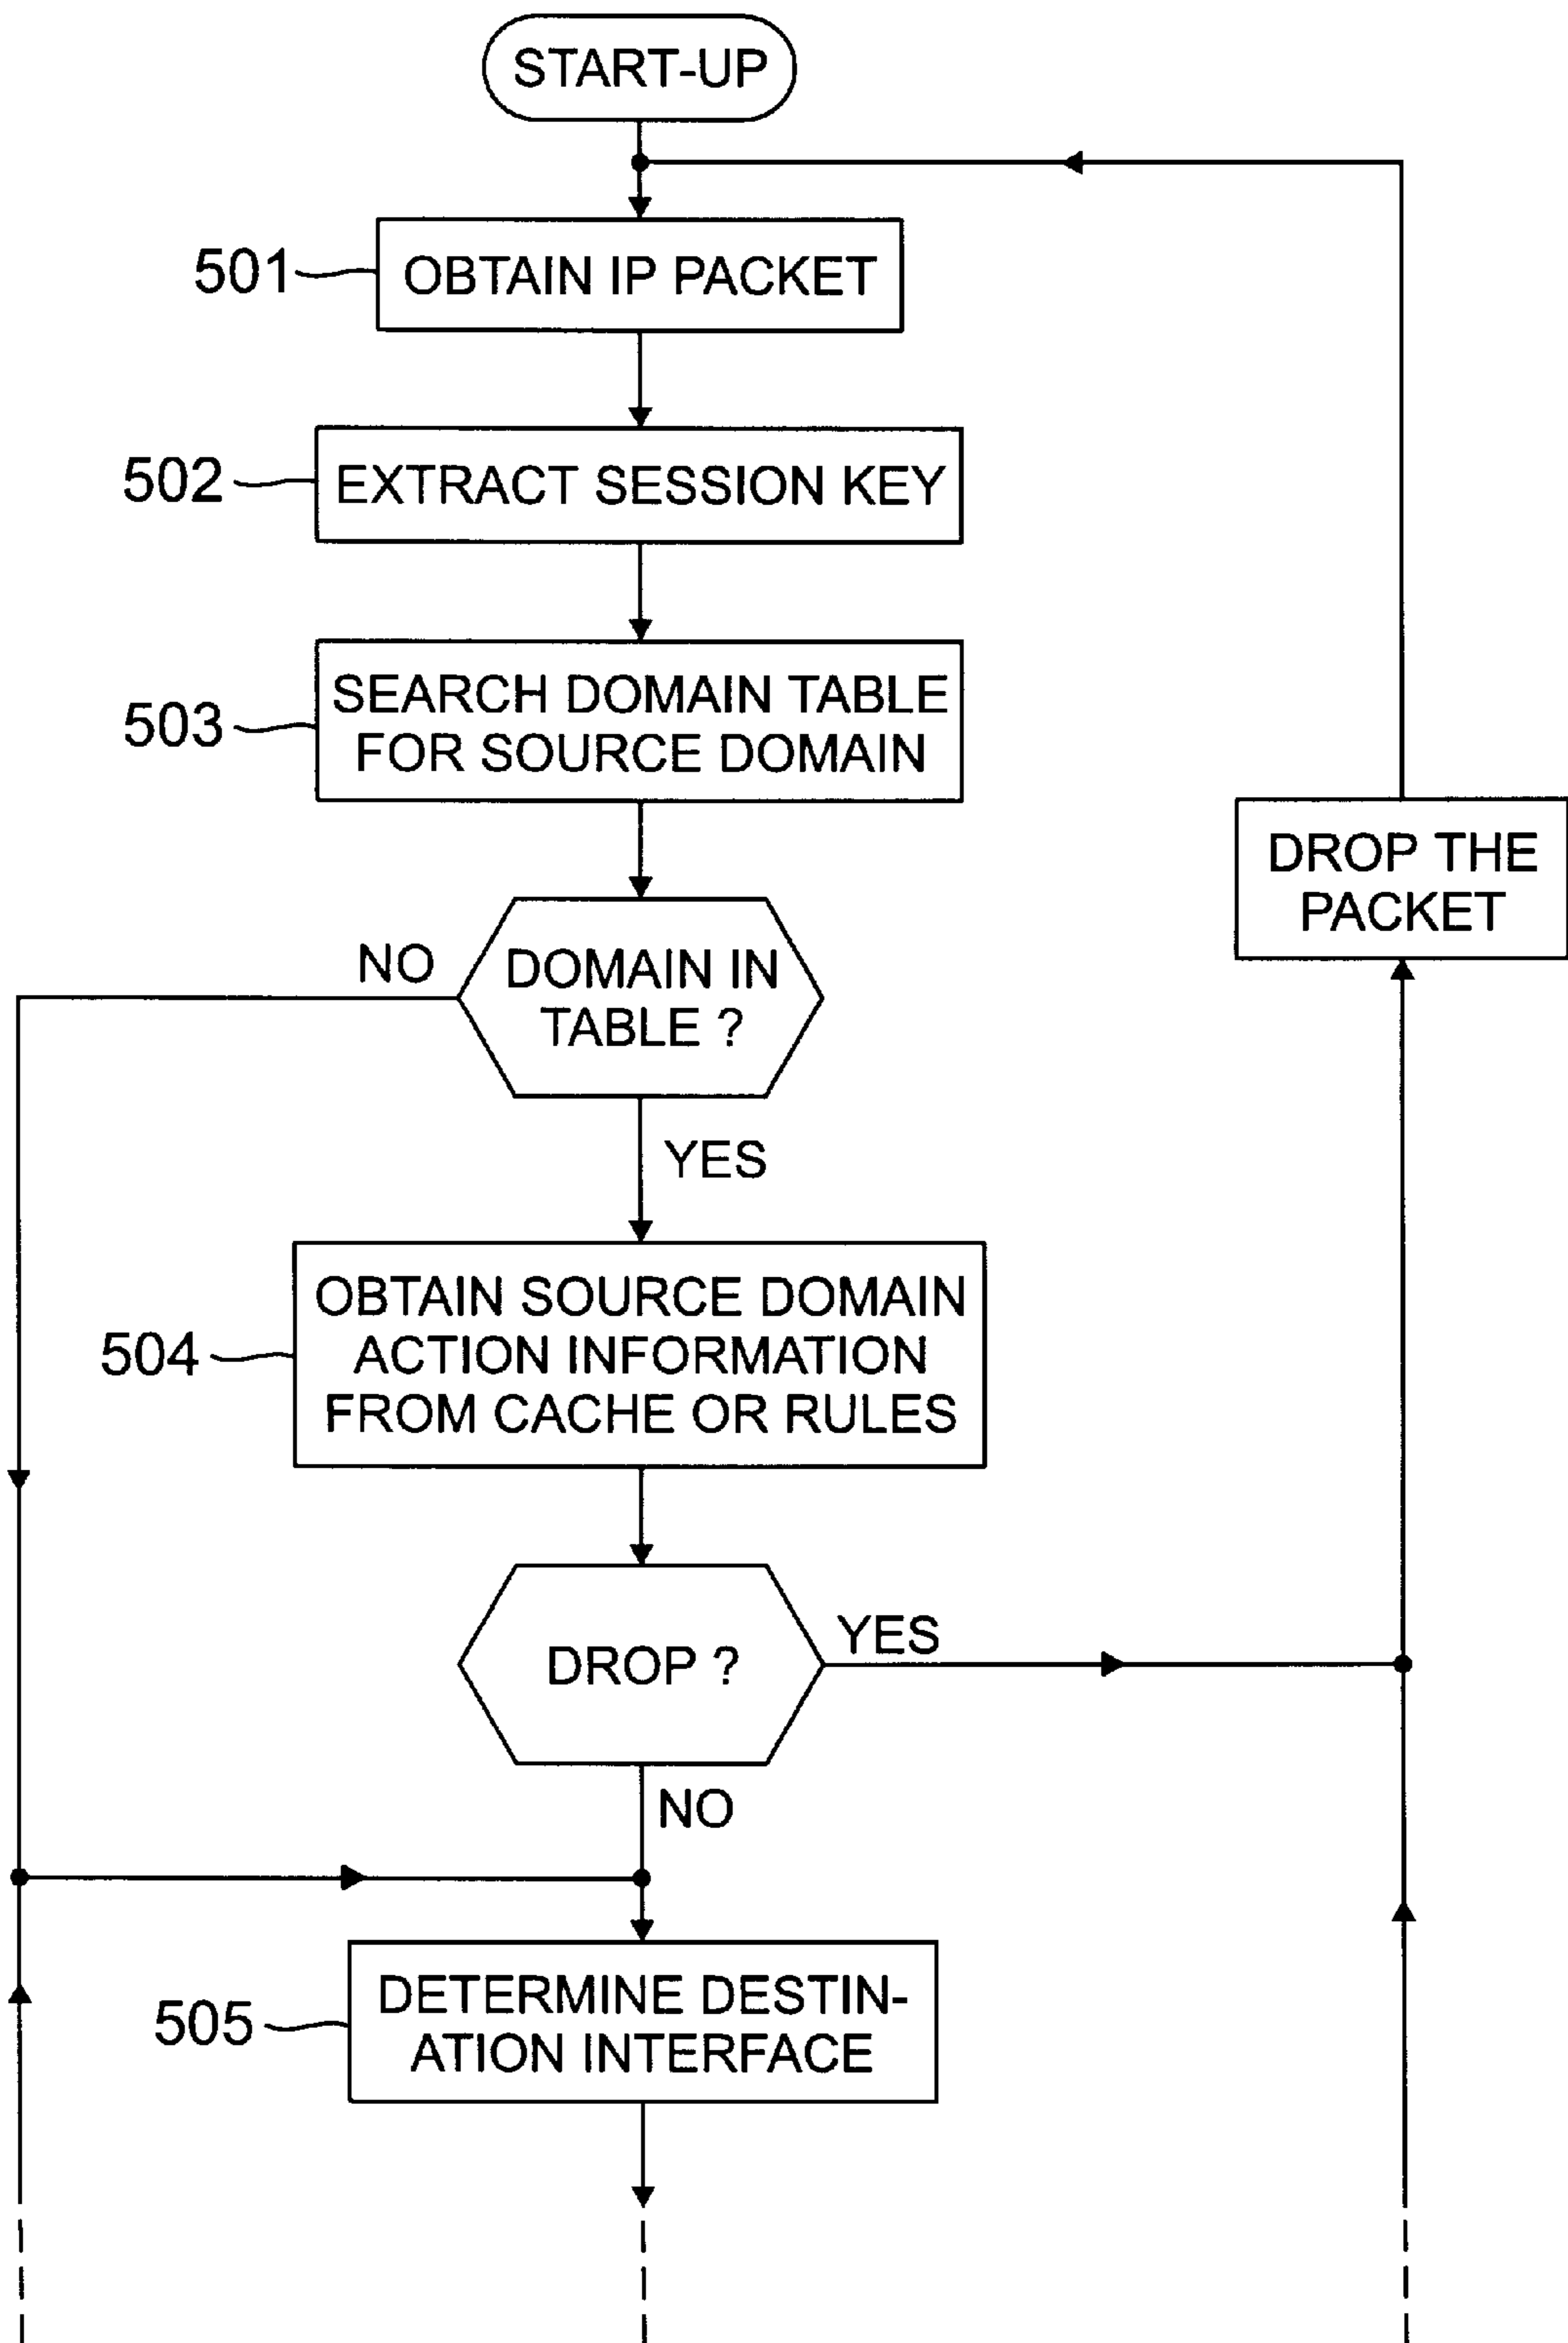 START-UP
501
OBTAIN IP PACKET
502
EXTRACT SESSION KEY
503
SEARCH DOMAIN TABLE
FOR SOURCE DOMAIN
DROP THE
PACKET
NO
DOMAIN IN
TABLE ?
YES
504
OBTAIN SOURCE DOMAIN
ACTION INFORMATION
FROM CACHE OR RULES
DROP ?
YES
NO
505
DETERMINE DESTIN-
ATION INTERFACE